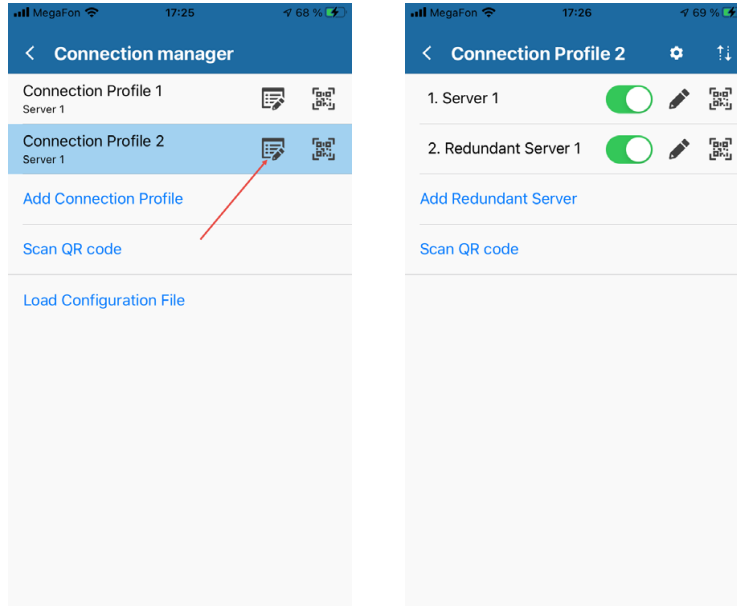 MegaFon 17:25 68 %
Connection manager
Connection Profile 1
Server 1
Connection Profile 2
Server 1
Add Connection Profile
Scan QR code
Load Configuration File
MegaFon 17:26 69 %
Connection Profile 2
1. Server 1
2. Redundant Server 1
Add Redundant Server
Scan QR code